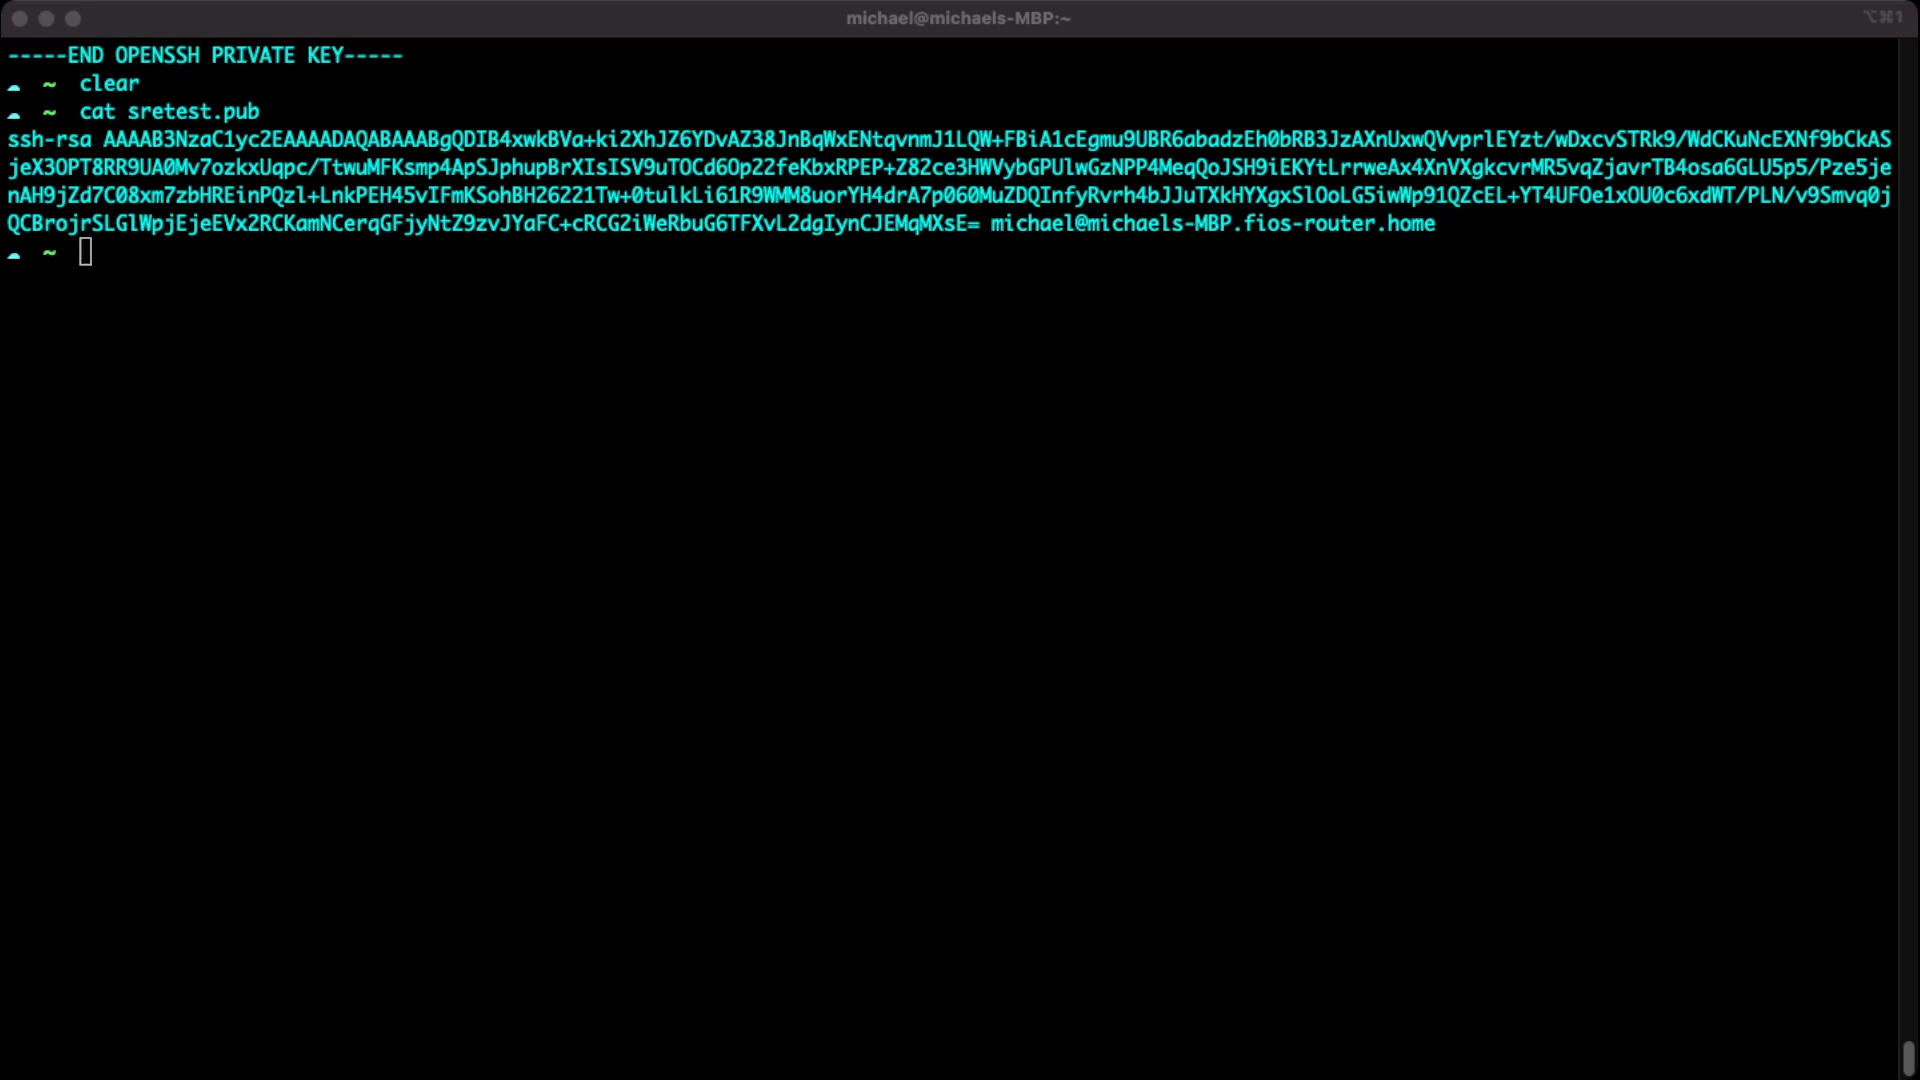 michael@michaels-MBP:~
⌥⌘1
-----END OPENSSH PRIVATE KEY-----
~ clear
~ cat sretest.pub
ssh-rsa AAAAB3NzaC1yc2EAAAADAQABAAABgQDIB4xwkBVa+ki2XhJZ6YDvAZ38JnBqWxENtqvnmJ1LQW+FBiA1cEgmu9UBR6abadzEh0bRB3JzAXnUxwQVvprlEYzt/wDxcvSTRk9/WdCKuNcEXNf9bCkAS
jeX3OPT8RR9UA0Mv7ozkxUqpc/TtwuMFKsmp4ApSJphupBrXIsISV9uTOCd6Op22feKbxRPEP+Z82ce3HWVybGPUlwGzNPP4MeqQoJSH9iEKYtLrrweAx4XnVXgkcvrMR5vqZjavrTB4osa6GLU5p5/Pze5je
nAH9jZd7C08xm7zbHREinPQzl+LnkPEH45vIFmKSohBH26221Tw+0tulkLi61R9WMM8uorYH4drA7p060MuZDQInfyRvrh4bJJuTXkHYXgxSlOoLG5iwWp91QZcEL+YT4UFOe1xOU0c6xdWT/PLN/v9Smvq0j
QCBrojrSLGlWpjEjeEVx2RCKamNCerqGFjyNtZ9zvJYaFC+cRCG2iWeRbuG6TFXvL2dgIynCJEMqMXsE= michael@michaels-MBP.fios-router.home
~